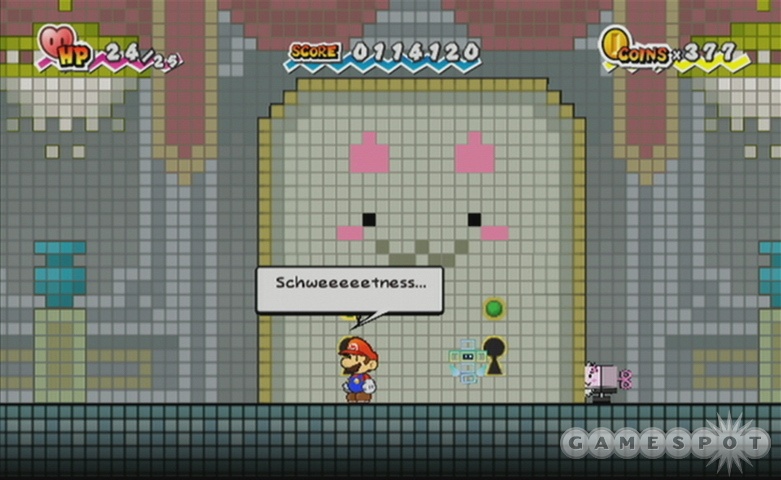 HP 24/25
SCORE 0114120
COINS×377
Schweeeeetness...
GAMESPOT